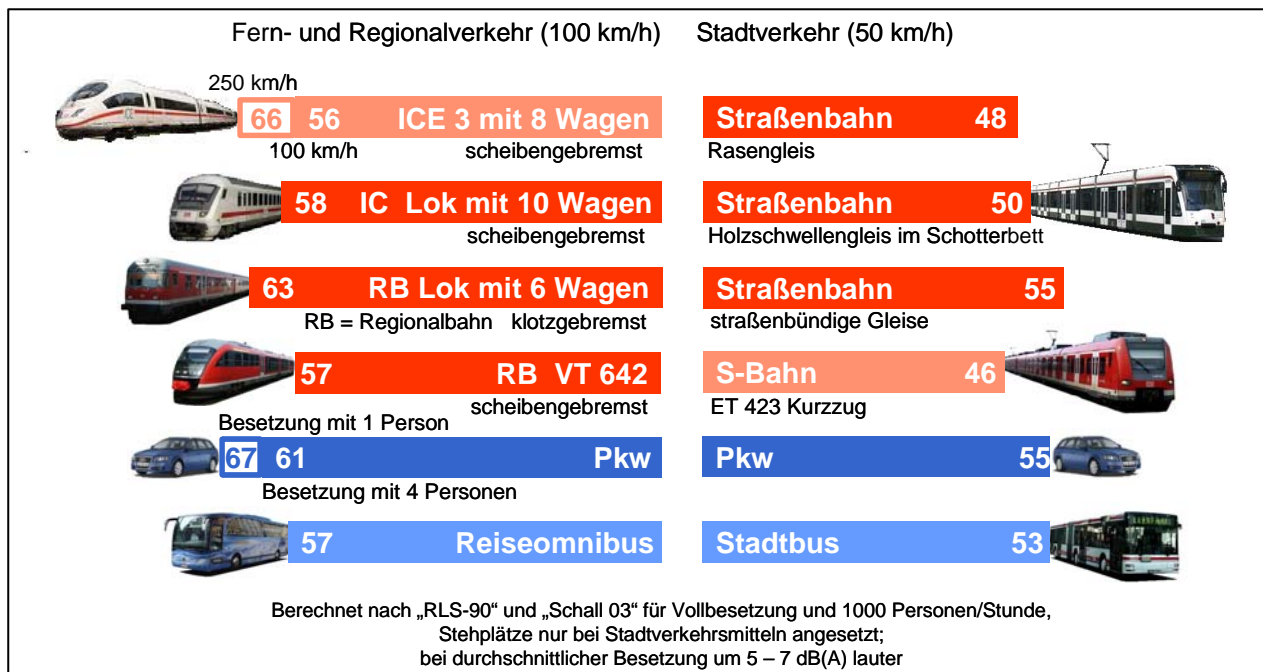 Fern- und Regionalverkehr (100 km/h) Stadtverkehr (50 km/h)
250 km/h
66 56 ICE 3 mit 8 Wagen
100 km/h scheibengebremst
Straßenbahn 48
Rasengleis
58 IC Lok mit 10 Wagen
scheibengebremst
Straßenbahn 50
Holzschwellengleis im Schotterbett
63 RB Lok mit 6 Wagen
RB = Regionalbahn klotzgebremst
Straßenbahn 55
straßenbündige Gleise
57 RB VT 642
scheibengebremst
S-Bahn 46
ET 423 Kurzzug
Besetzung mit 1 Person
67 61 Pkw
Besetzung mit 4 Personen
Pkw 55
57 Reiseomnibus
Stadtbus 53
Berechnet nach „RLS-90“ und „Schall 03“ für Vollbesetzung und 1000 Personen/Stunde,
Stehplätze nur bei Stadtverkehrsmitteln angesetzt;
bei durchschnittlicher Besetzung um 5 – 7 dB(A) lauter